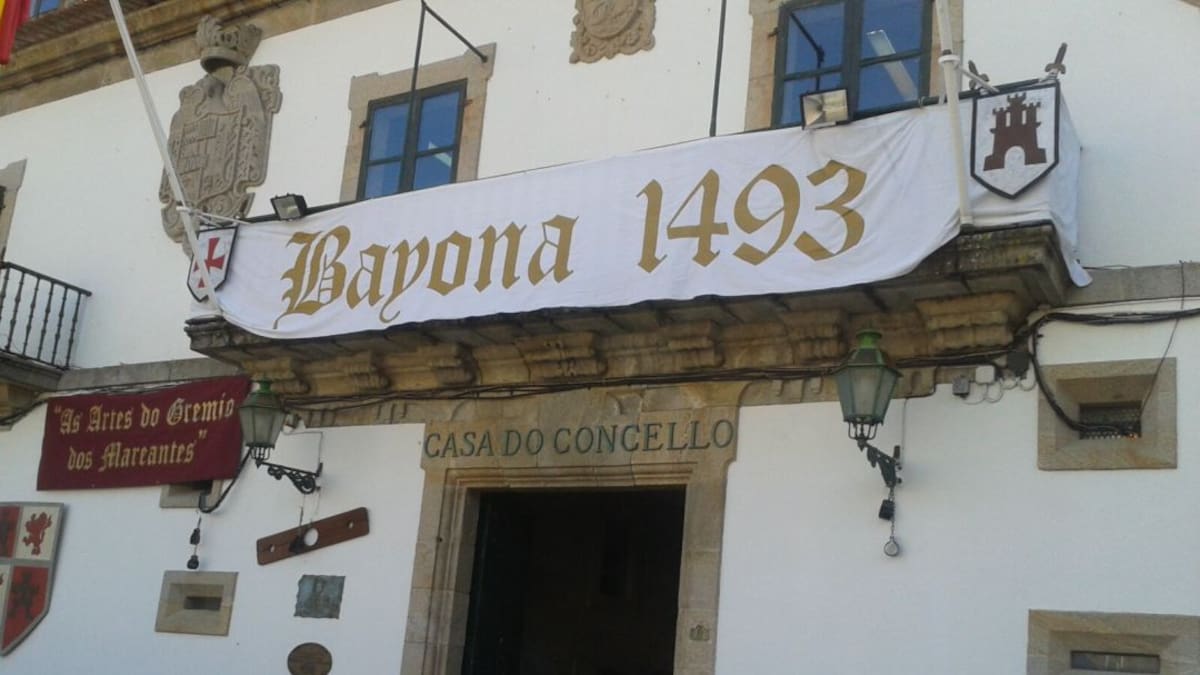 Bayona 1493
"As Artes do Gremio
dos Mareantes"
CASA DO CONCELLO